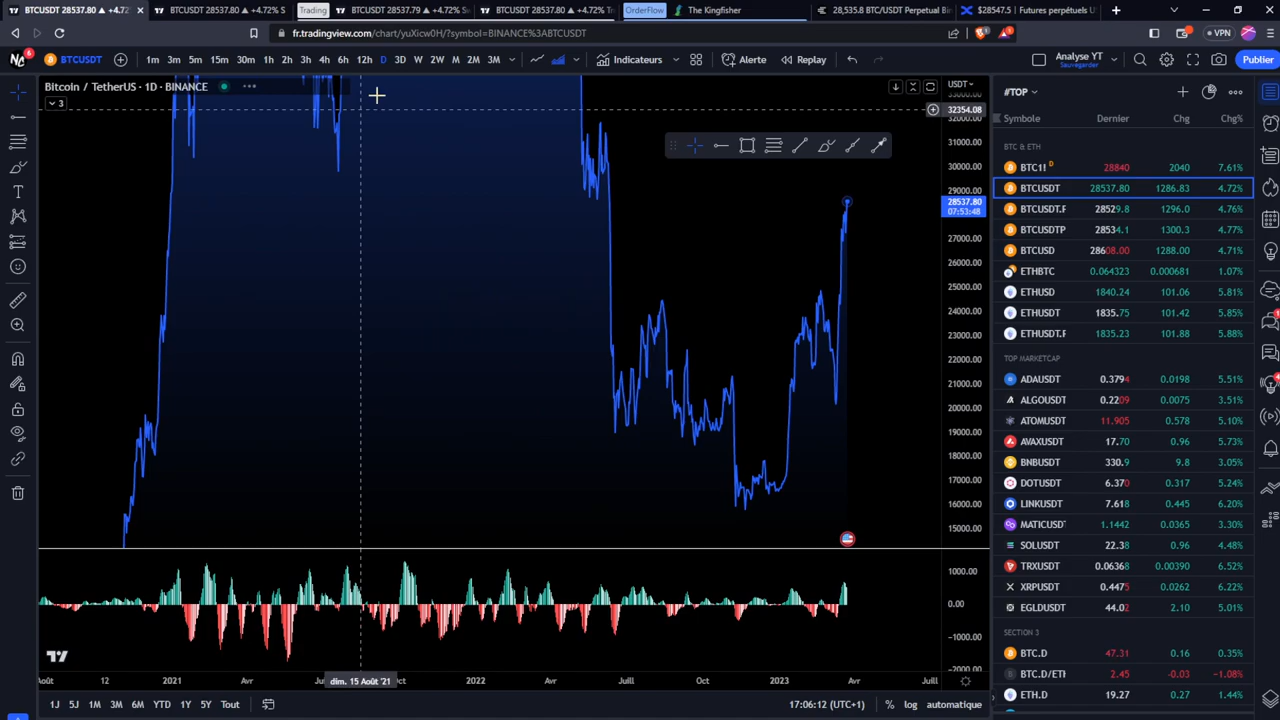 BTCUSDT 28537.80 ▲ +4.72%
BTCUSDT 28537.80 ▲ +4.72% S
Trading
BTCUSDT 28537.79 ▲ +4.72% S
BTCUSDT 28537.80 ▲ +4.72% Tr
OrderFlow
The Kingfisher
28,535.8 BTC/USDT Perpetual Bin
$28547.5 | Futures perpétuels U
fr.tradingview.com/chart/yuXicw0H/?symbol=BINANCE%3ABTCUSDT
VPN
6
BTCUSDT
1m 3m 5m 15m 30m 1H 2h 3h 4h 6h 12h D 3D W 2W M 2M 3M
Indicateurs
Alerte
Replay
Analyse YT
Sauvegarder
Publier
Bitcoin / TetherUS · 1D · BINANCE
3
USDT
33000.00
32354.08
32000.00
31000.00
30000.00
29000.00
28537.80
07:53:48
27000.00
26000.00
25000.00
24000.00
23000.00
22000.00
21000.00
20000.00
19000.00
18000.00
17000.00
16000.00
15000.00
1000.00
0.00
-1000.00
-2000.00
Août 12 2021 Avr dim. 15 Août '21 Oct 2022 Avr Juill Oct 2023 Avr Juill
1J 5J 1M 3M 6M YTD 1Y 5Y Tout
17:06:12 (UTC+1)
% log automatique
#TOP
Symbole Dernier Chg Chg%
BTC & ETH
BTC1! D 28840 2040 7.61%
BTCUSDT 28537.80 1286.83 4.72%
BTCUSDT.F 28529.8 1296.0 4.76%
BTCUSDTP 28534.1 1300.3 4.77%
BTCUSD 28608.00 1288.00 4.71%
ETHBTC 0.064323 0.000681 1.07%
ETHUSD 1840.24 101.06 5.81%
ETHUSDT 1835.75 101.42 5.85%
ETHUSDT.F 1835.23 101.88 5.88%
TOP MARKETCAP
ADAUSDT 0.3794 0.0198 5.51%
ALGOUSDT 0.2209 0.0075 3.51%
ATOMUSDT 11.905 0.578 5.10%
AVAXUSDT 17.70 0.96 5.73%
BNBUSDT 330.9 9.8 3.05%
DOTUSDT 6.370 0.317 5.24%
LINKUSDT 7.618 0.445 6.20%
MATICUSDT 1.1442 0.0365 3.30%
SOLUSDT 22.38 0.96 4.48%
TRXUSDT 0.06368 0.00390 6.52%
XRPUSDT 0.4475 0.0262 6.22%
EGLDUSDT 44.02 2.10 5.01%
SECTION 3
BTC.D 47.31 0.16 0.35%
BTC.D/ETH 2.45 -0.03 -1.08%
ETH.D 19.27 0.27 1.44%